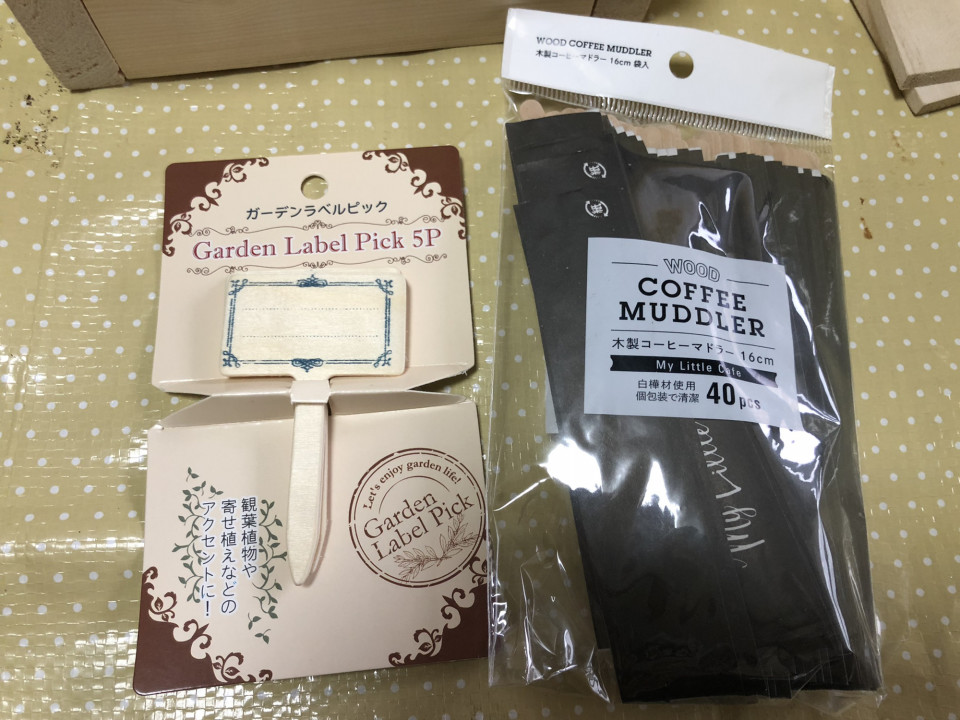 ガーデンラベルピック
Garden Label Pick 5P
観葉植物や
寄せ植えなどの
アクセントに!
Let's enjoy garden life!
Garden
Label Pick
WOOD COFFEE MUDDLER
木製コーヒーマドラー 16cm 袋入
紙
紙
WOOD
COFFEE
MUDDLER
木製コーヒーマドラー 16cm
My Little Cafe
白樺材使用
個包装で清潔
40 pcs